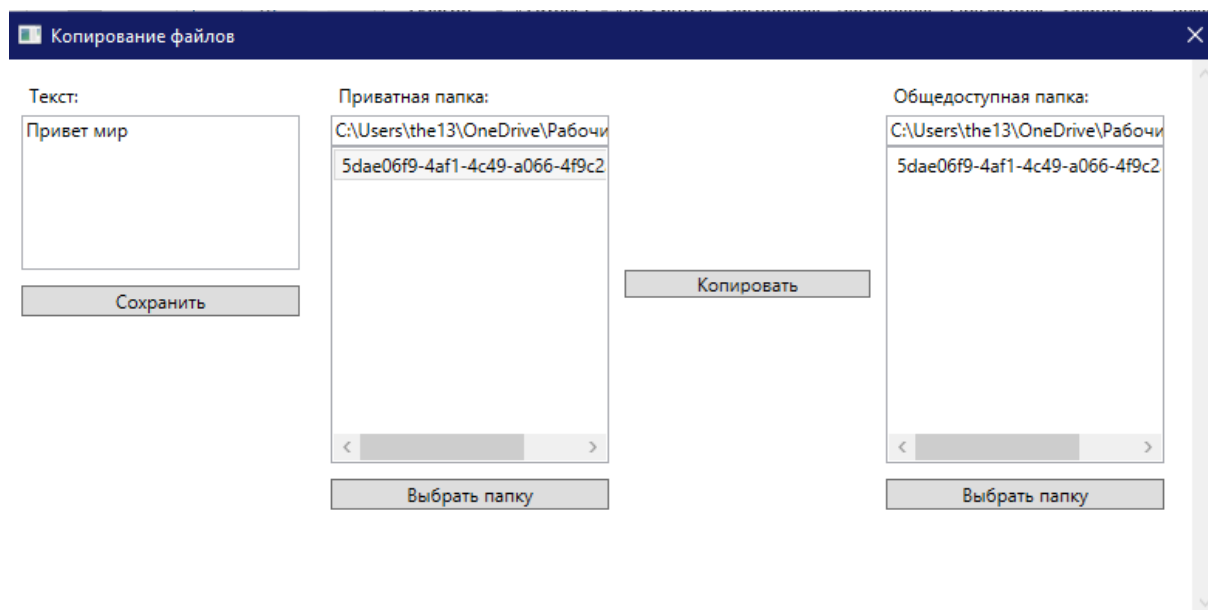 Копирование файлов
Текст:
Привет мир
Сохранить
Приватная папка:
C:\Users\the13\OneDrive\Рабочи
5dae06f9-4af1-4c49-a066-4f9c2
Выбрать папку
Копировать
Общедоступная папка:
C:\Users\the13\OneDrive\Рабочи
5dae06f9-4af1-4c49-a066-4f9c2
Выбрать папку